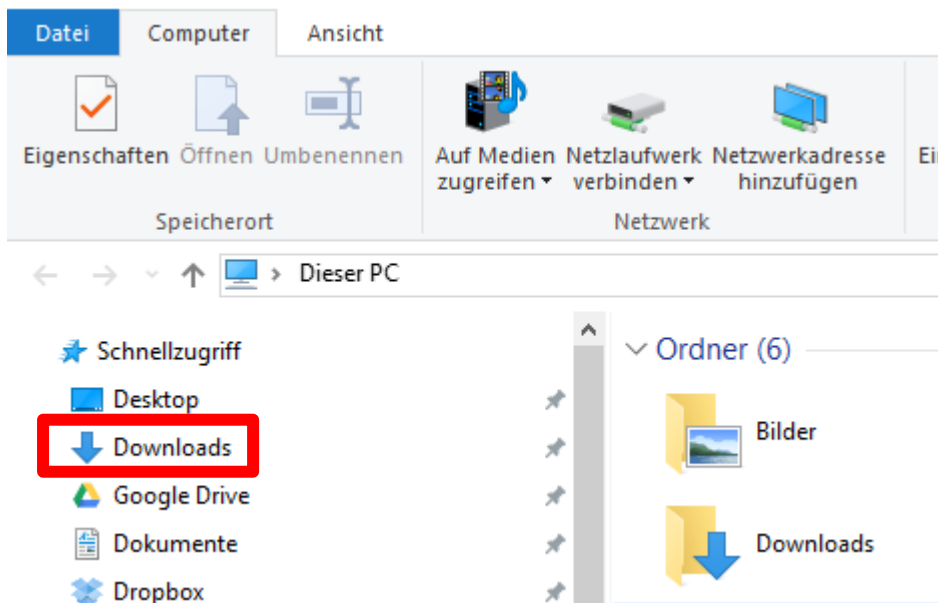 Datei Computer Ansicht
Eigenschaften Öffnen Umbenennen Auf Medien Netzlaufwerk Netzwerkadresse Ei
zugreifen verbinden hinzufügen
Speicherort Netzwerk
Dieser PC
Schnellzugriff
Ordner (6)
Desktop
Bilder
Downloads
Google Drive
Dokumente
Downloads
Dropbox